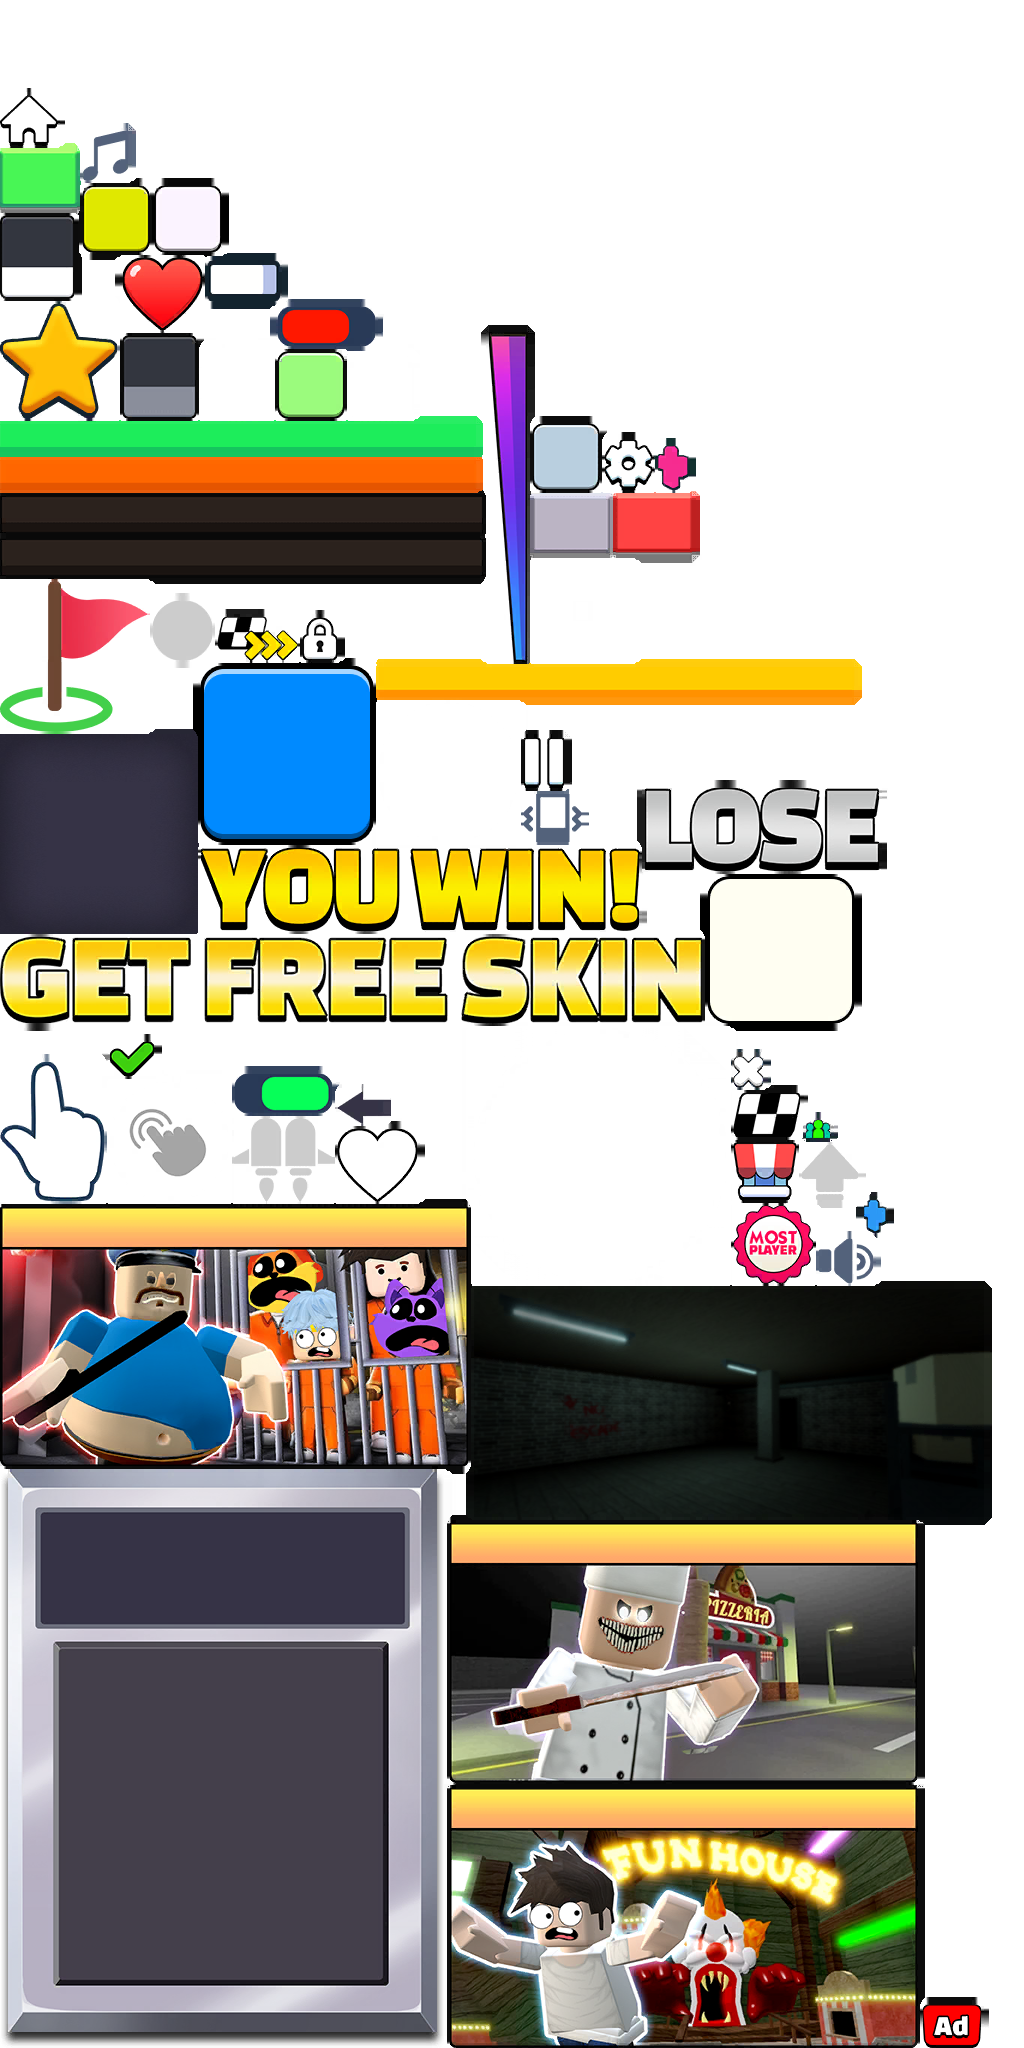 LOSE
YOU WIN!
GET FREE SKIN
MOST
PLAYER
PIZZERIA
FUN HOUSE
Ad